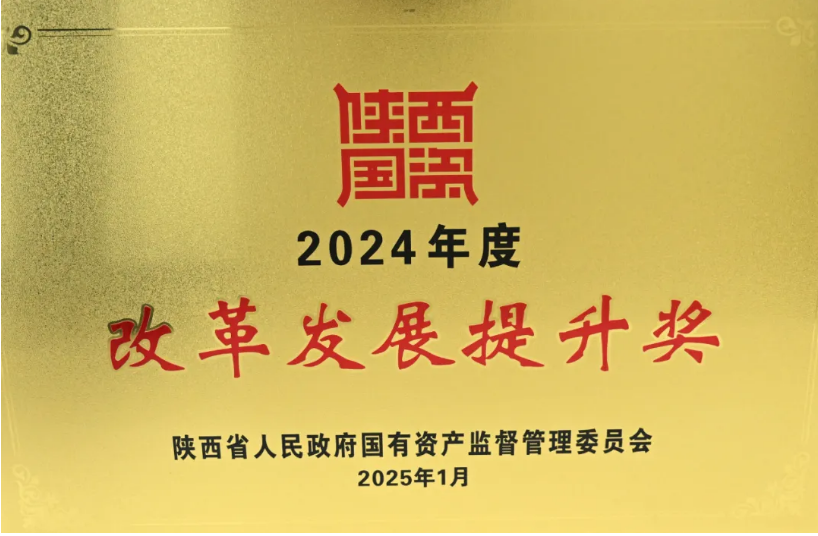 陕西
国资
2024年度
改革发展提升奖
陕西省人民政府国有资产监督管理委员会
2025年1月